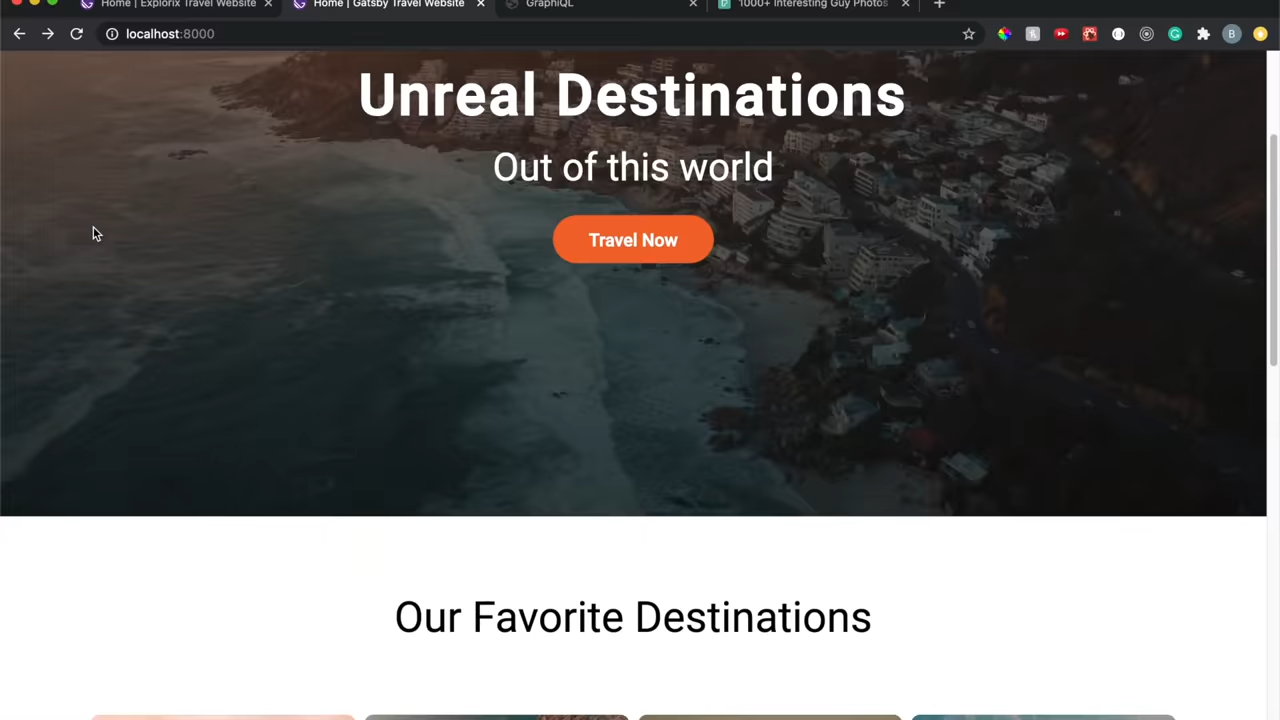 Home | Explorix Travel Website
Home | Gatsby Travel Website
GraphiQL
1000+ Interesting Guy Photos
localhost:8000
B
Unreal Destinations
Out of this world
Travel Now
Our Favorite Destinations